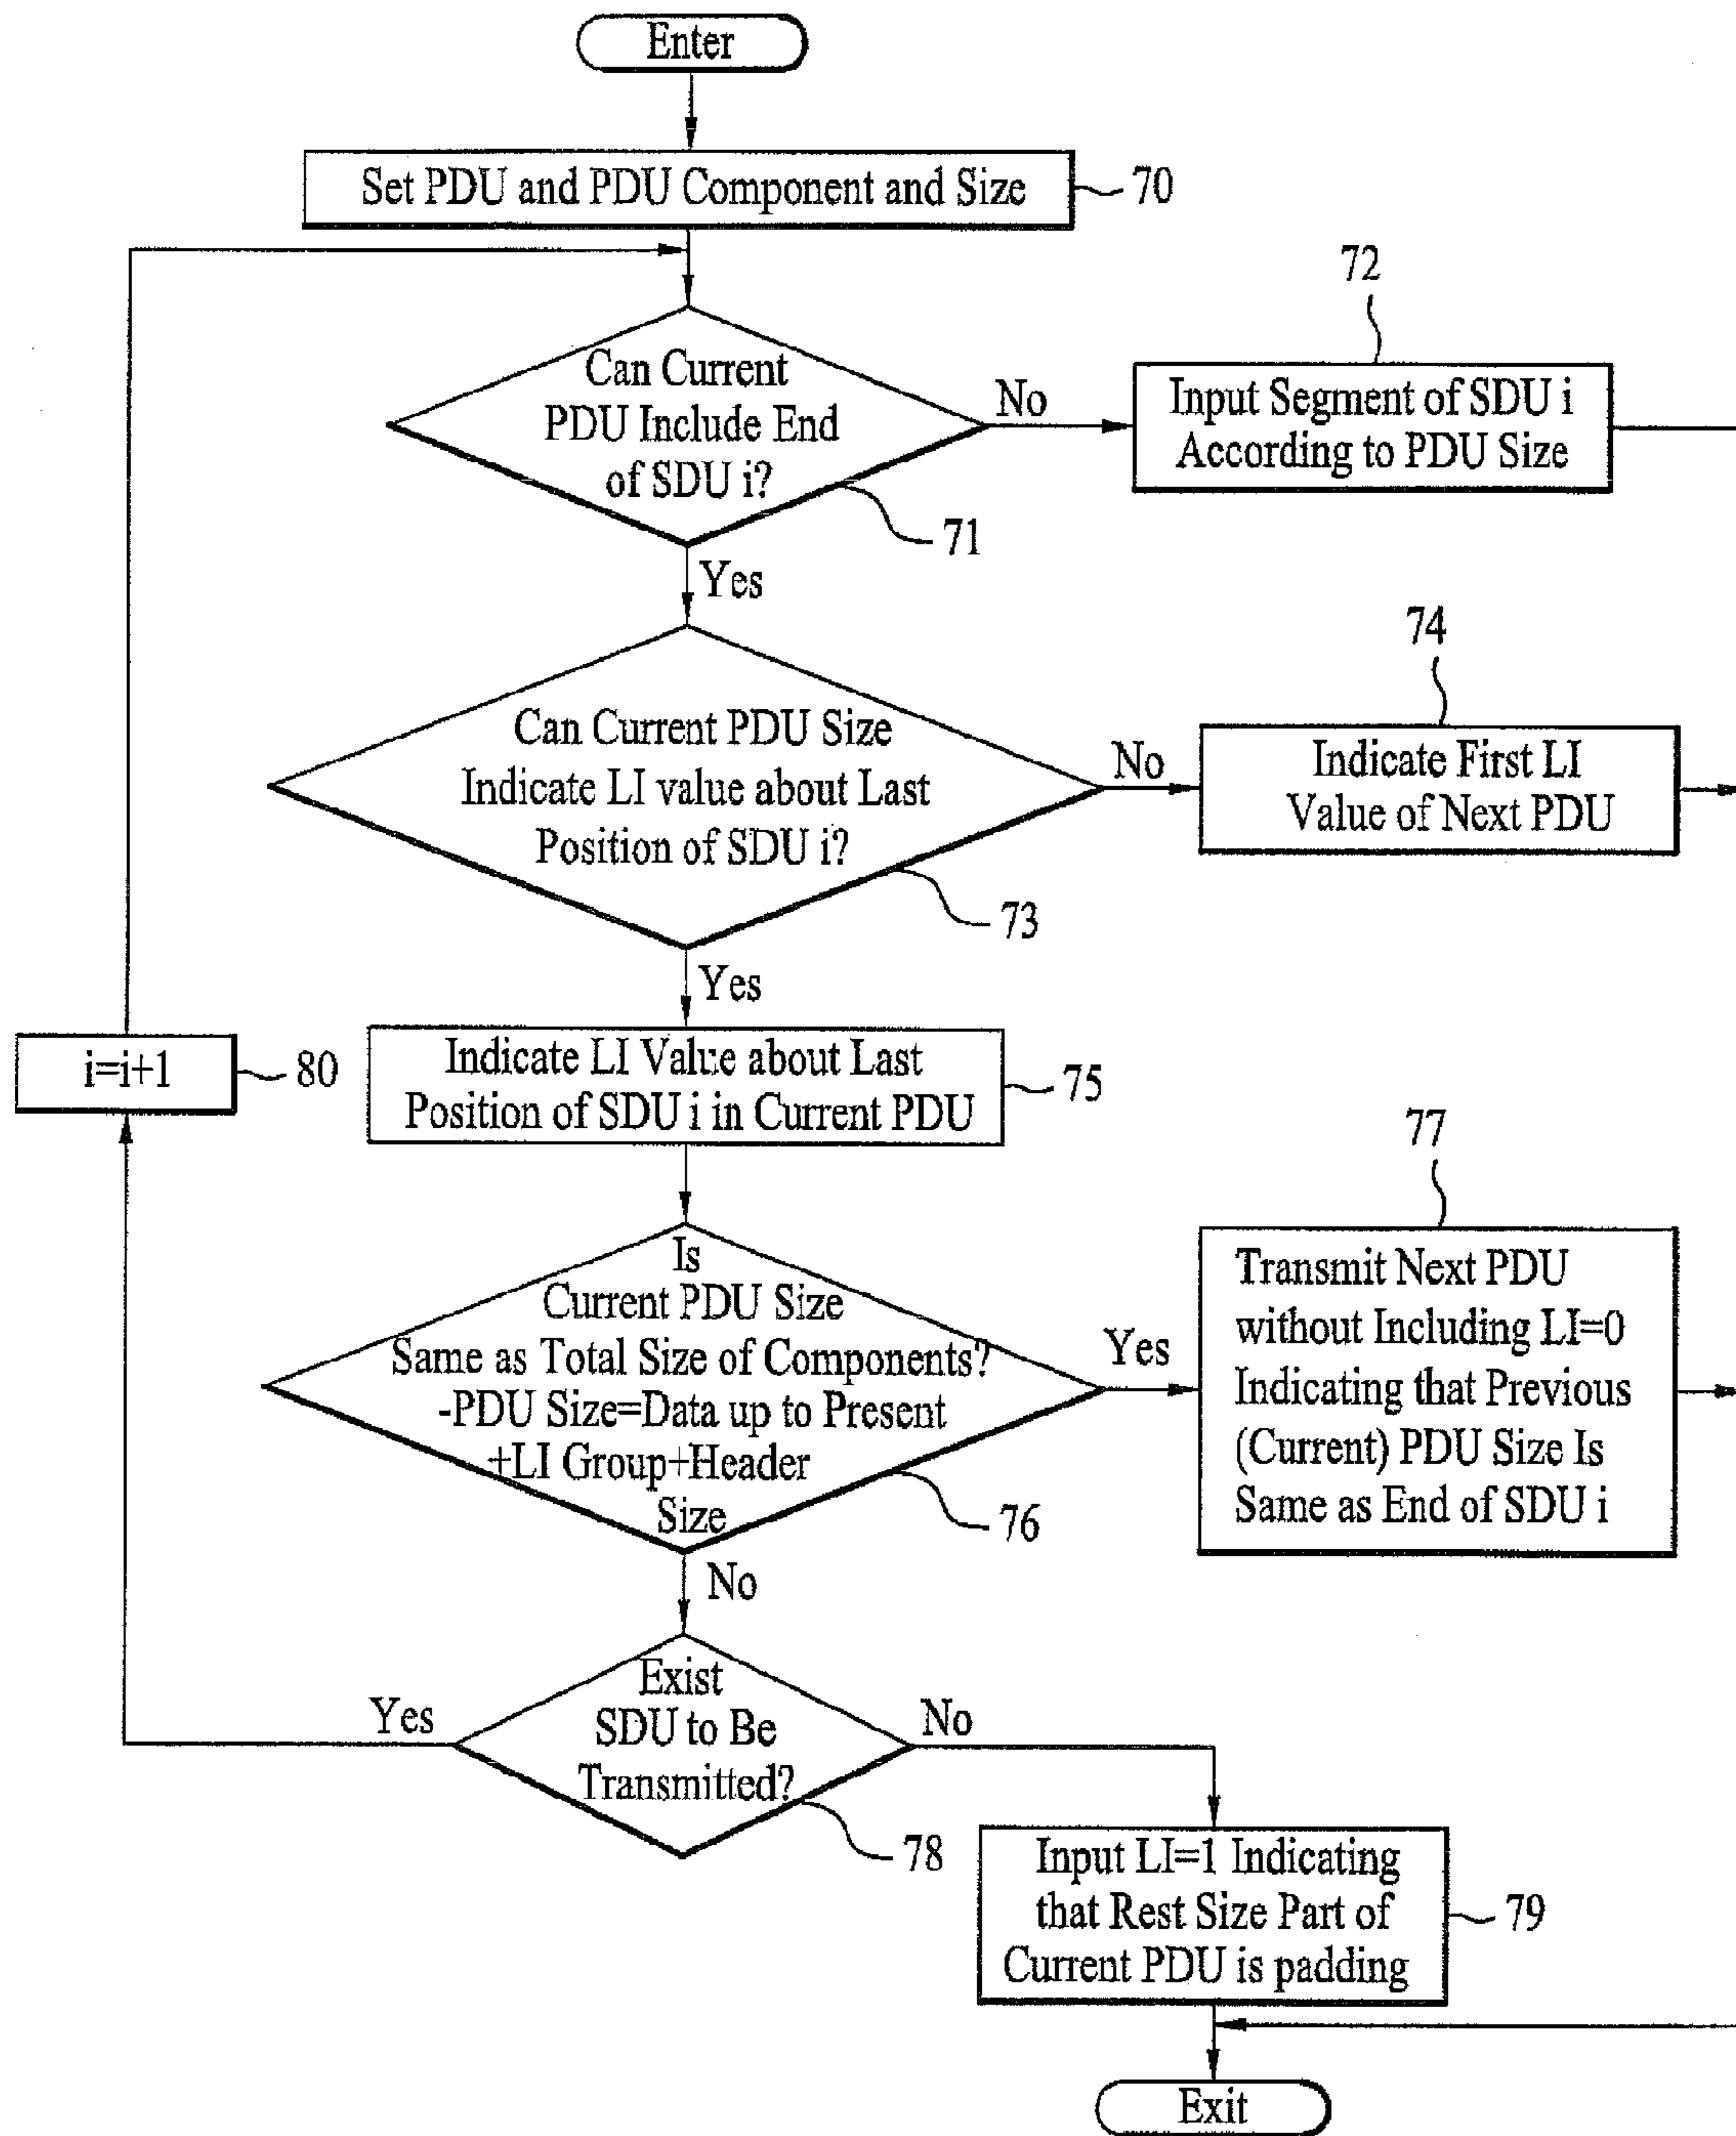 Enter
Set PDU and PDU Component and Size
70
Can Current
PDU Include End
of SDU i?
71
No
Yes
72
Input Segment of SDU i
According to PDU Size
Can Current PDU Size
Indicate LI value about Last
Position of SDU i?
73
No
Yes
74
Indicate First LI
Value of Next PDU
Indicate LI Value about Last
Position of SDU i in Current PDU
75
i=i+1
80
Is
Current PDU Size
Same as Total Size of Components?
-PDU Size=Data up to Present
+LI Group+Header
Size
76
Yes
No
77
Transmit Next PDU
without Including LI=0
Indicating that Previous
(Current) PDU Size Is
Same as End of SDU i
Exist
SDU to Be
Transmitted?
78
Yes
No
Input LI=1 Indicating
that Rest Size Part of
Current PDU is padding
79
Exit